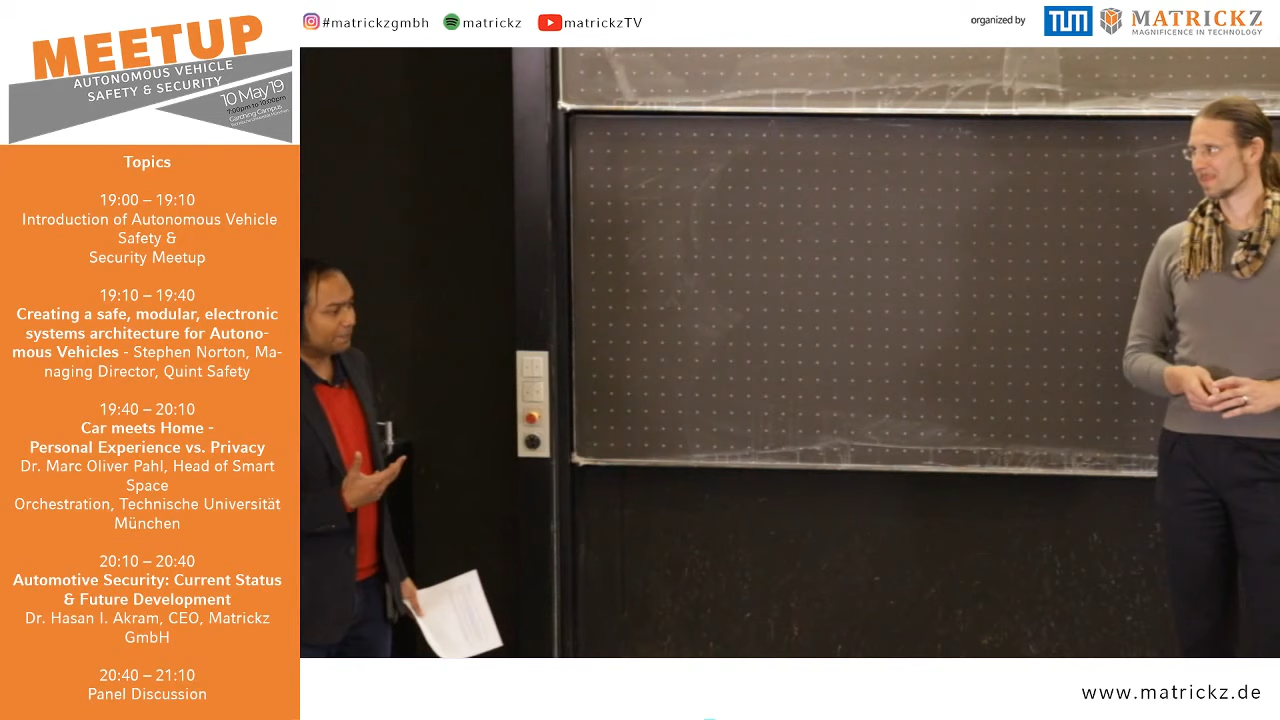 MEETUP
AUTONOMOUS VEHICLE
SAFETY & SECURITY
10 May 19
7:00pm to 10:00pm
Garching Campus
#matrickzgmbh
matrickz
matrickzTV
organized by
TUM
MATRICKZ
MAGNIFICENCE IN TECHNOLOGY
Topics
19:00 – 19:10
Introduction of Autonomous Vehicle
Safety &
Security Meetup
19:10 – 19:40
Creating a safe, modular, electronic
systems architecture for Autono-
mous Vehicles - Stephen Norton, Ma-
naging Director, Quint Safety
19:40 – 20:10
Car meets Home -
Personal Experience vs. Privacy
Dr. Marc Oliver Pahl, Head of Smart
Space
Orchestration, Technische Universität
München
20:10 – 20:40
Automotive Security: Current Status
& Future Development
Dr. Hasan I. Akram, CEO, Matrickz
GmbH
20:40 – 21:10
Panel Discussion
www.matrickz.de